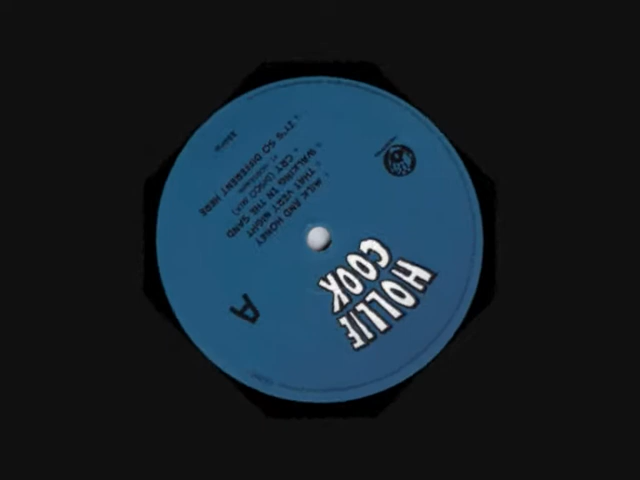 HOLLIE
COOK
A
MILK AND HONEY
THAT VERY NIGHT
WALKING IN THE SAND
CRY (DISCO MIX)
IT'S SO DIFFERENT HERE